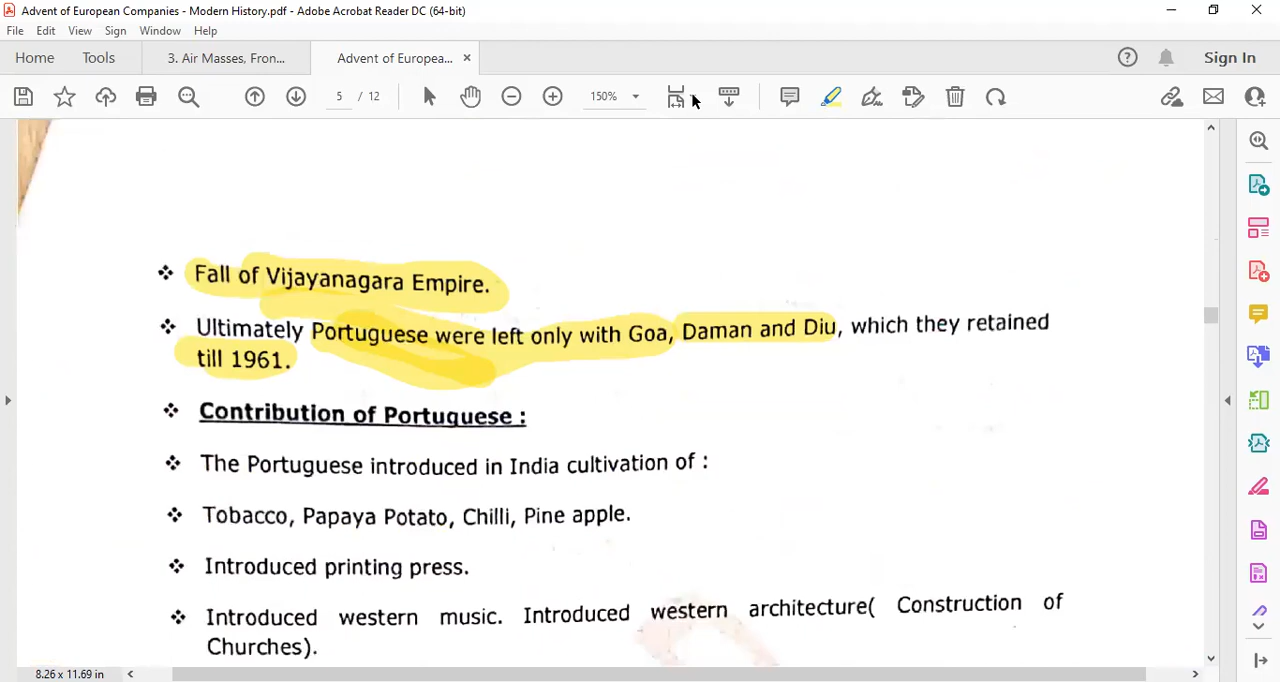 Advent of European Companies - Modern History.pdf - Adobe Acrobat Reader DC (64-bit)
File Edit View Sign Window Help
Home Tools 3. Air Masses, Fron... Advent of Europea... × Sign In
5 / 12 150%
❖ Fall of Vijayanagara Empire.
❖ Ultimately Portuguese were left only with Goa, Daman and Diu, which they retained
till 1961.
❖ Contribution of Portuguese :
❖ The Portuguese introduced in India cultivation of :
❖ Tobacco, Papaya Potato, Chilli, Pine apple.
❖ Introduced printing press.
❖ Introduced western music. Introduced western architecture( Construction of
Churches).
8.26 x 11.69 in